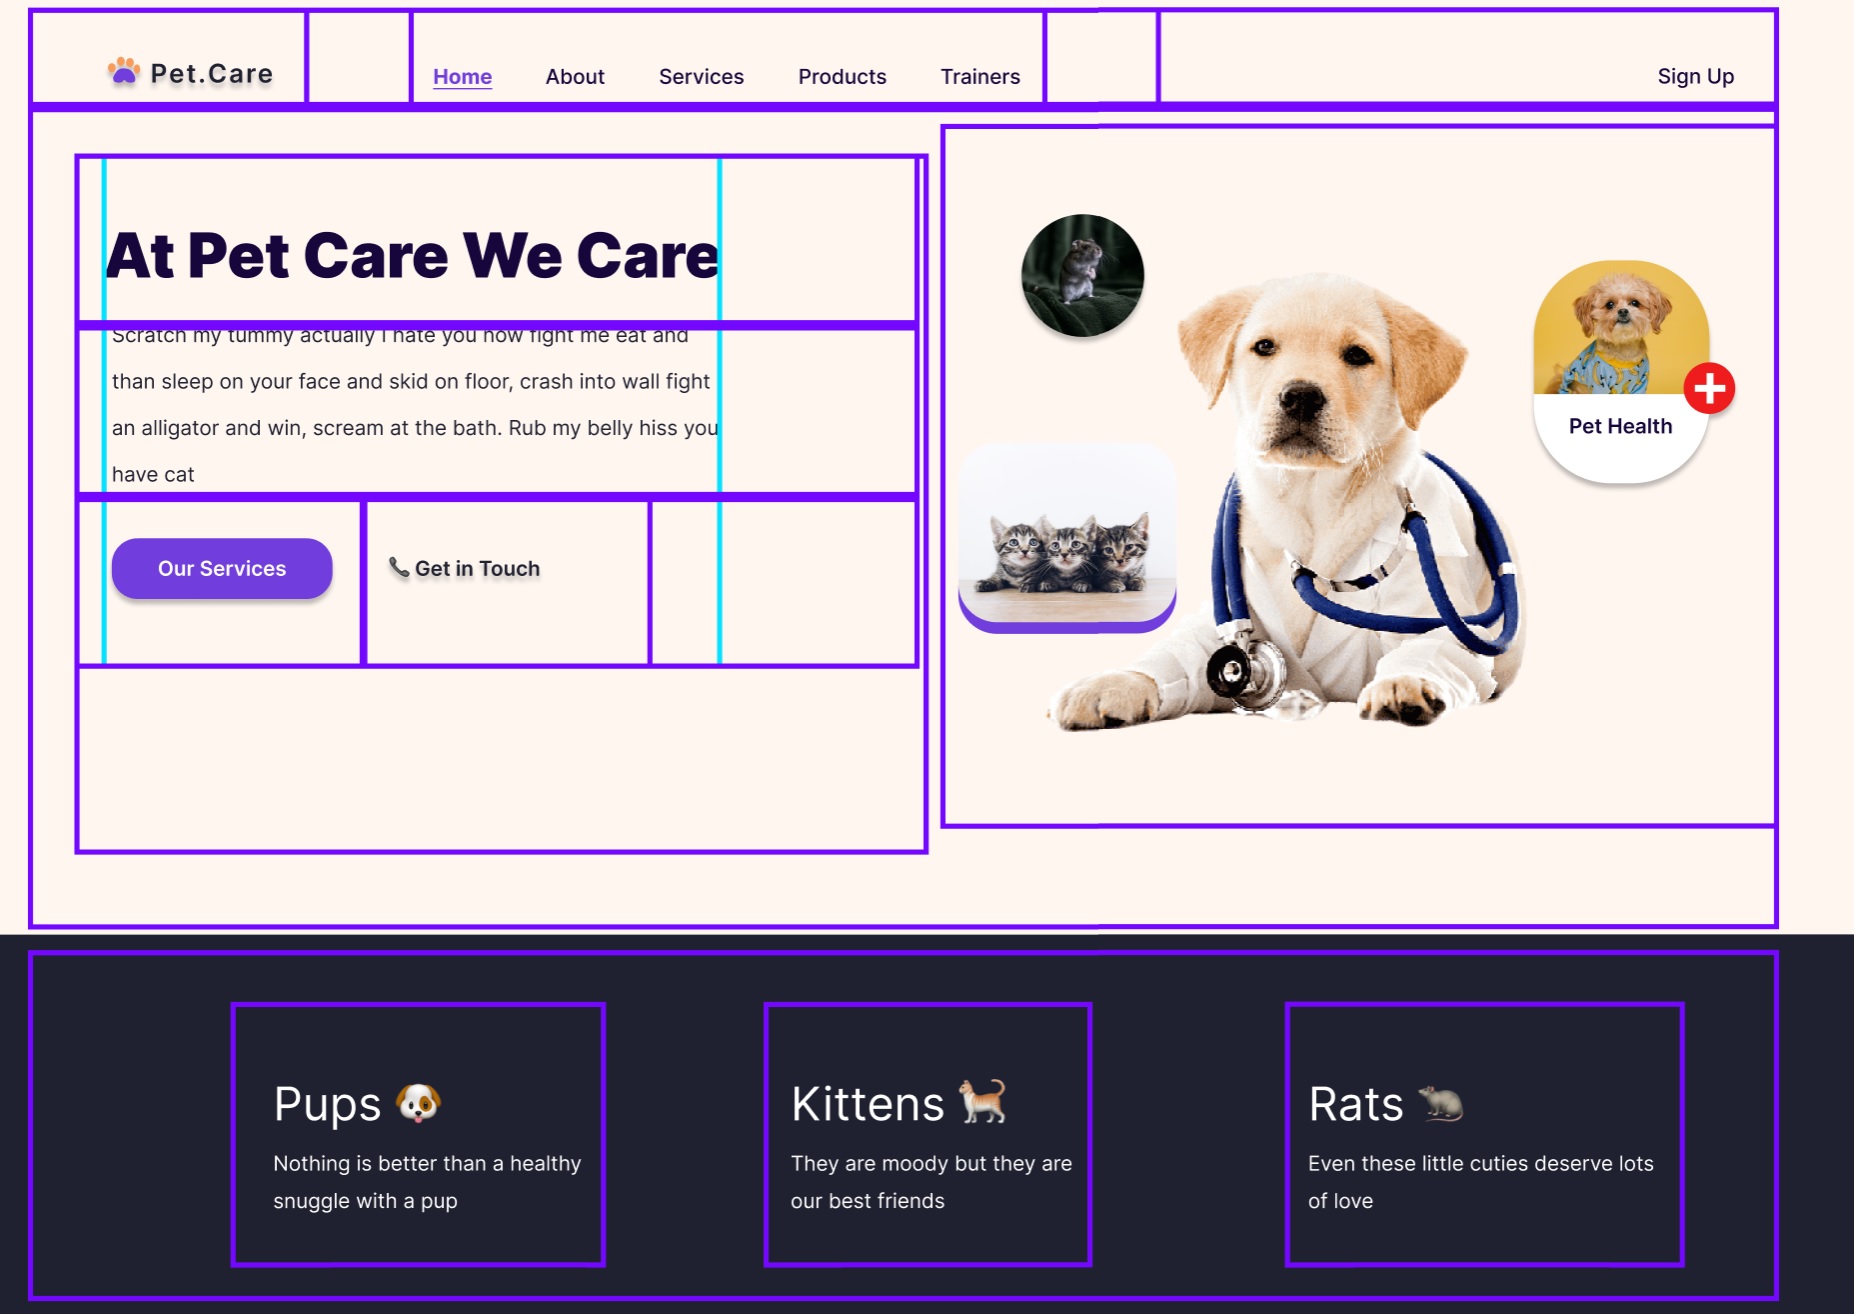 Pet.Care
Home About Services Products Trainers
Sign Up
At Pet Care We Care
Scratch my tummy actually I hate you now fight me eat and
than sleep on your face and skid on floor, crash into wall fight
an alligator and win, scream at the bath. Rub my belly hiss you
have cat
Our Services
Get in Touch
Pet Health
Pups
Nothing is better than a healthy
snuggle with a pup
Kittens
They are moody but they are
our best friends
Rats
Even these little cuties deserve lots
of love